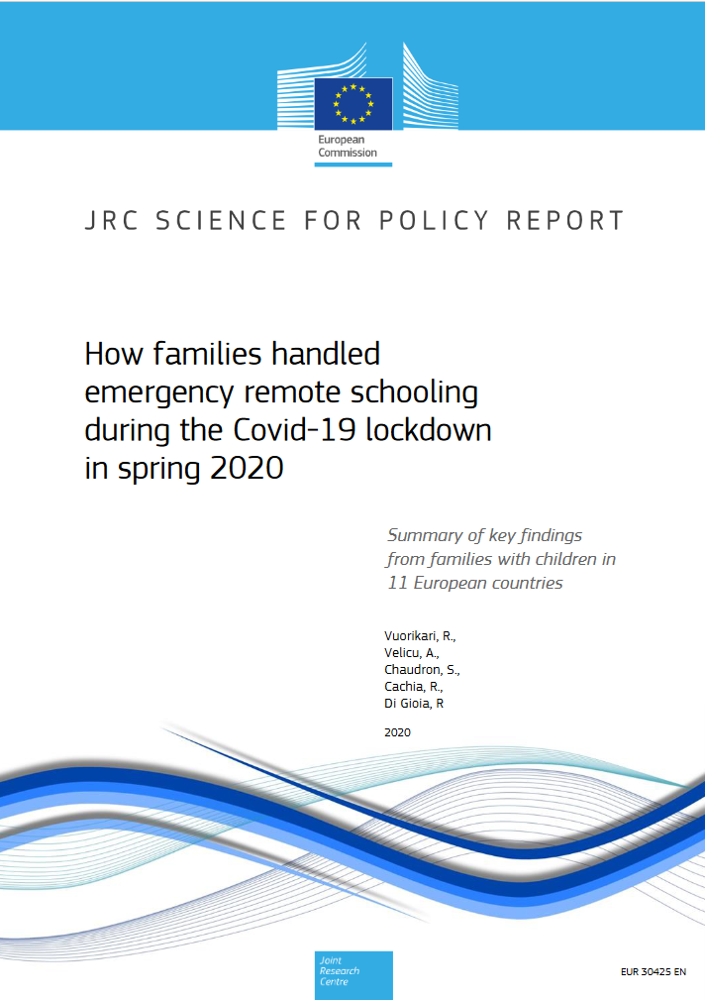 European
Commission
JRC SCIENCE FOR POLICY REPORT
How families handled
emergency remote schooling
during the Covid-19 lockdown
in spring 2020
Summary of key findings
from families with children in
11 European countries
Vuorikari, R.,
Velicu, A.,
Chaudron, S.,
Cachia, R.,
Di Gioia, R
2020
Joint
Research
Centre
EUR 30425 EN